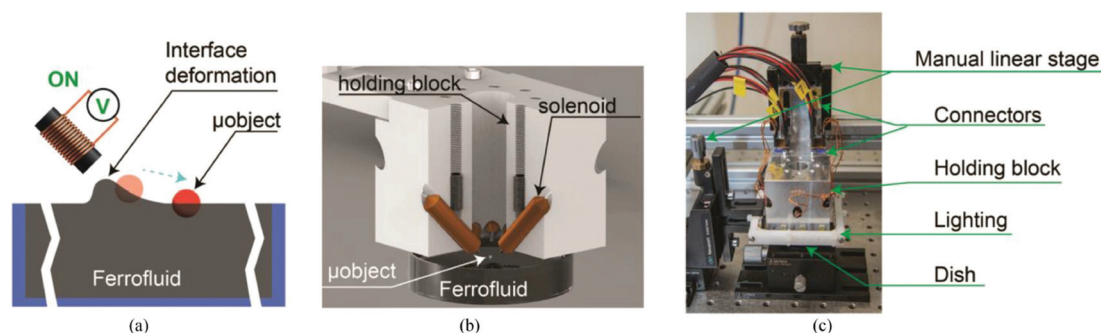 Interface
deformation
ON
V
µobject
Ferrofluid
(a)
holding block
solenoid
µobject
Ferrofluid
(b)
Manual linear stage
Connectors
Holding block
Lighting
Dish
(c)